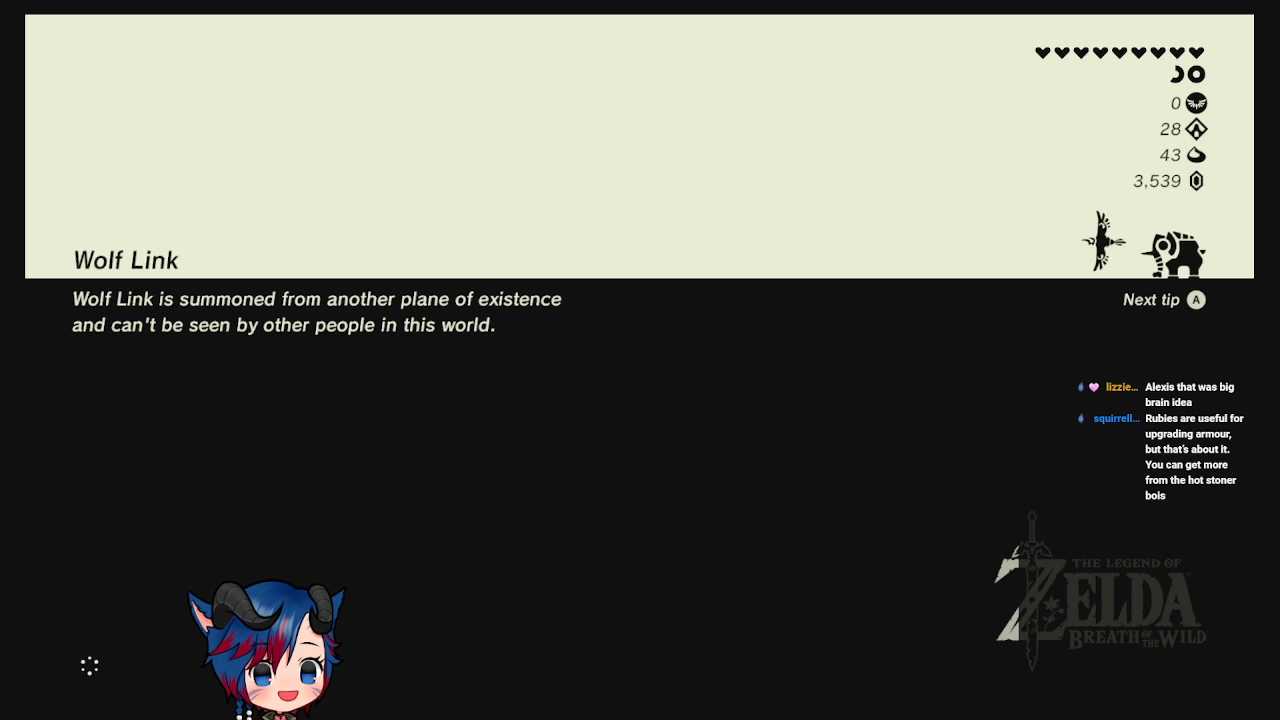 0
28
43
3,539
Wolf Link
Wolf Link is summoned from another plane of existence
and can't be seen by other people in this world.
Next tip A
lizzie... Alexis that was big
brain idea
squirrell... Rubies are useful for
upgrading armour,
but that's about it.
You can get more
from the hot stoner
bois
THE LEGEND OF
ZELDA
BREATH OF THE WILD